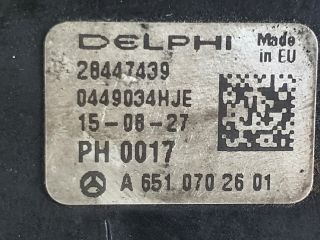 DELPHI Made
in EU
28447439
0449034HJE
15-08-27
PH 0017
A 651 070 26 01